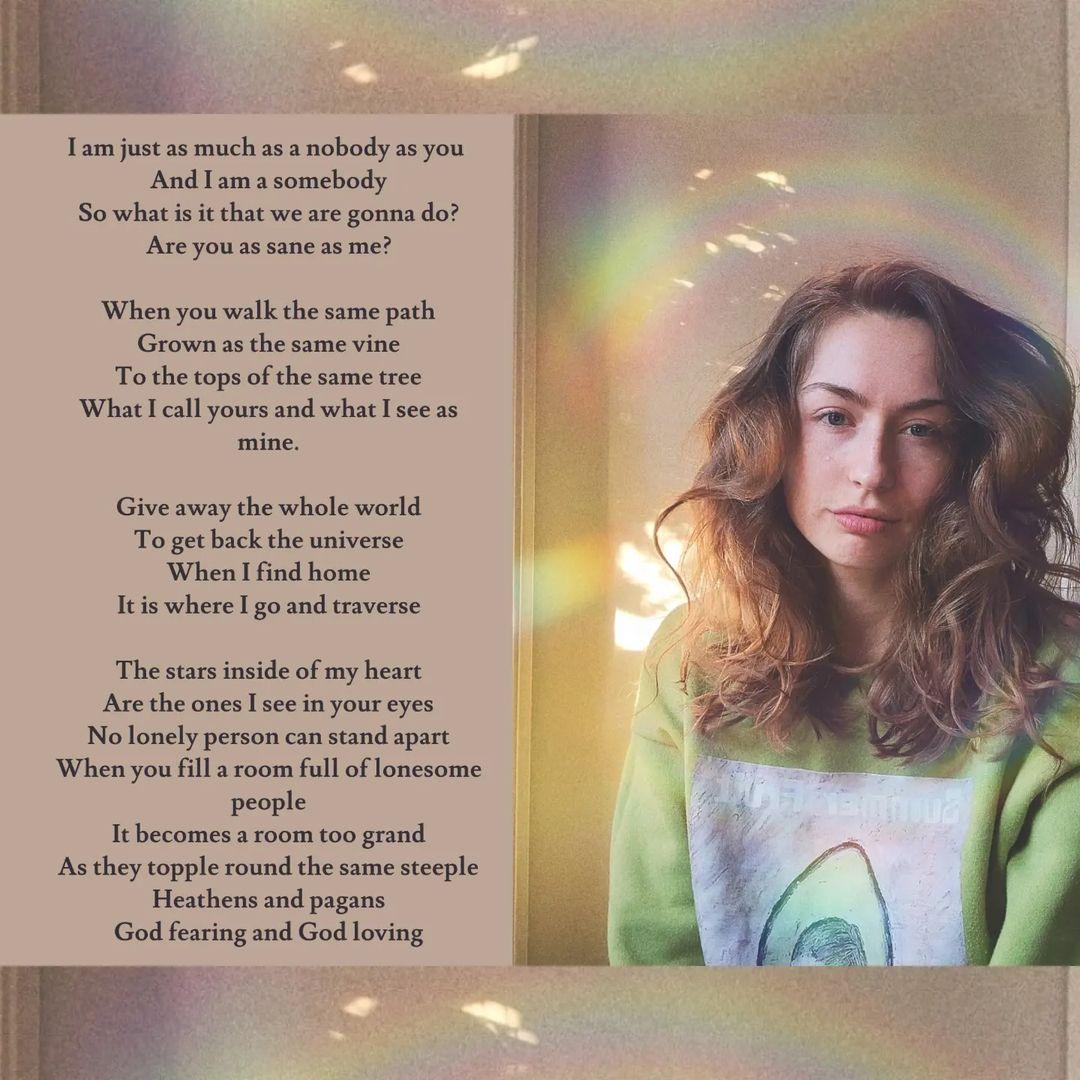 I am just as much as a nobody as you
And I am a somebody
So what is it that we are gonna do?
Are you as sane as me?
When you walk the same path
Grown as the same vine
To the tops of the same tree
What I call yours and what I see as
mine.
Give away the whole world
To get back the universe
When I find home
It is where I go and traverse
The stars inside of my heart
Are the ones I see in your eyes
No lonely person can stand apart
When you fill a room full of lonesome
people
It becomes a room too grand
As they topple round the same steeple
Heathens and pagans
God fearing and God loving